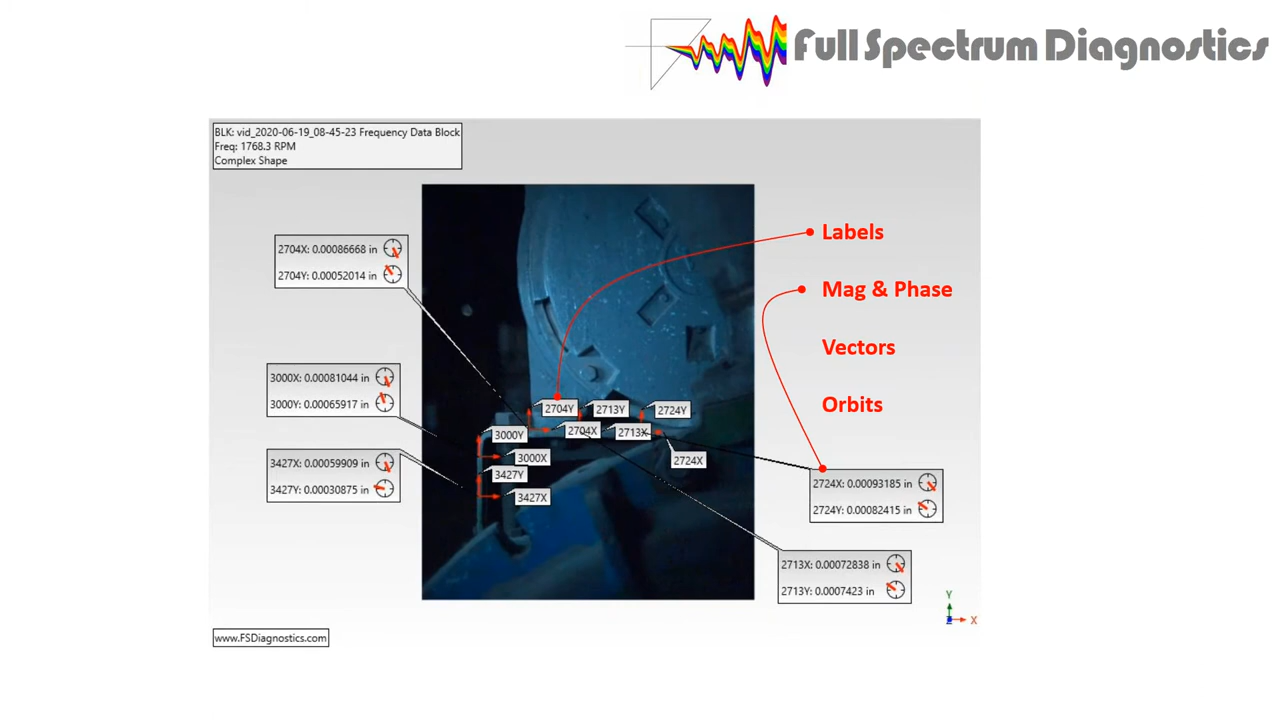 Full Spectrum Diagnostics
BLK: vid_2020-06-19_08-45-23 Frequency Data Block
Freq: 1768.3 RPM
Complex Shape
Labels
2704X: 0.00086668 in
2704Y: 0.00052014 in
Mag & Phase
Vectors
3000X: 0.00081044 in
3000Y: 0.00065917 in
Orbits
2704Y
2713Y
2724Y
3000Y
2704X
2713X
3000X
2724X
3427X: 0.00059909 in
3427Y: 0.00030875 in
3427Y
3427X
2724X: 0.00093185 in
2724Y: 0.00082415 in
2713X: 0.00072838 in
2713Y: 0.0007423 in
Y
Z
X
www.FSDiagnostics.com